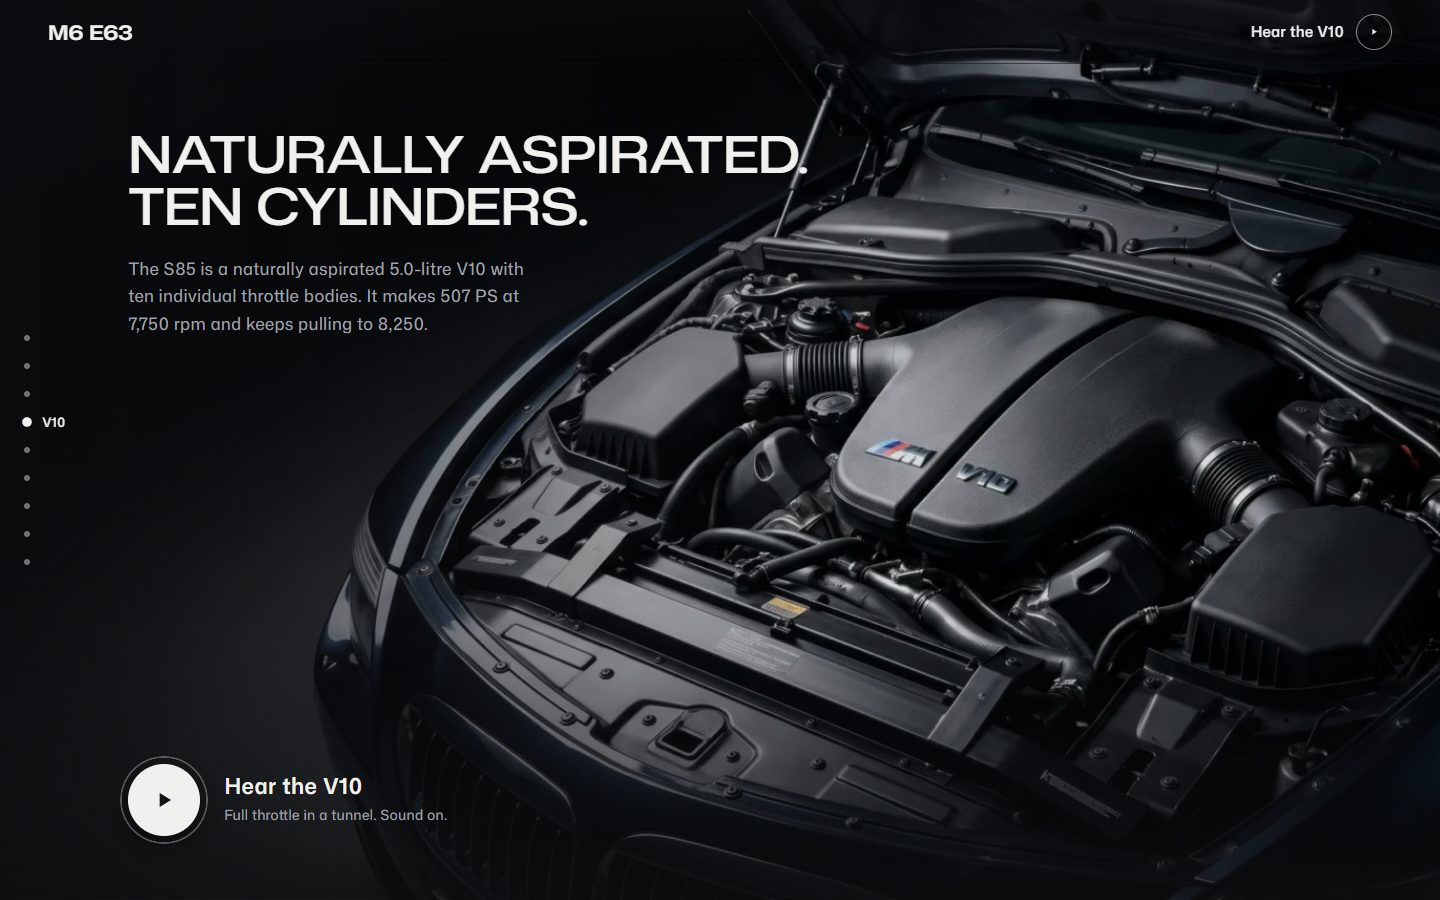 M6 E63
Hear the V10
NATURALLY ASPIRATED.
TEN CYLINDERS.
The S85 is a naturally aspirated 5.0-litre V10 with
ten individual throttle bodies. It makes 507 PS at
7,750 rpm and keeps pulling to 8,250.
V10
M V10
Hear the V10
Full throttle in a tunnel. Sound on.